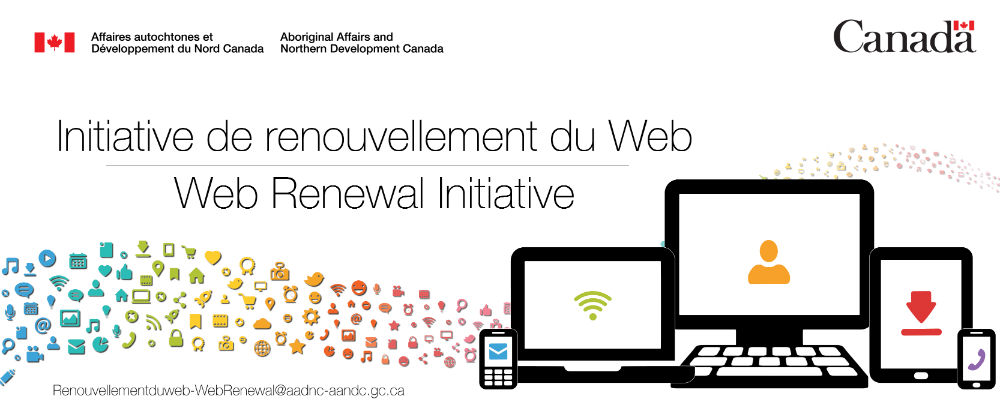 Affaires autochtones et
Développement du Nord Canada
Aboriginal Affairs and
Northern Development Canada
Canada
Initiative de renouvellement du Web
Web Renewal Initiative
@
Renouvellementduweb-WebRenewal@aadnc-aandc.gc.ca